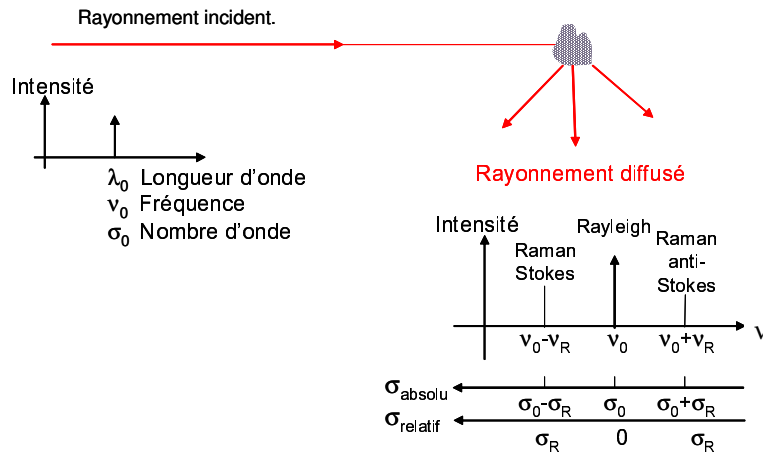 Rayonnement incident.
Intensité
λ₀ Longueur d'onde
ν₀ Fréquence
σ₀ Nombre d'onde
Rayonnement diffusé
Intensité
Raman
Stokes
Rayleigh
Raman
anti-
Stokes
ν₀-νR ν₀ ν₀+νR ν
σabsolu
σ₀-σR σ₀ σ₀+σR
σrelatif
σR 0 σR